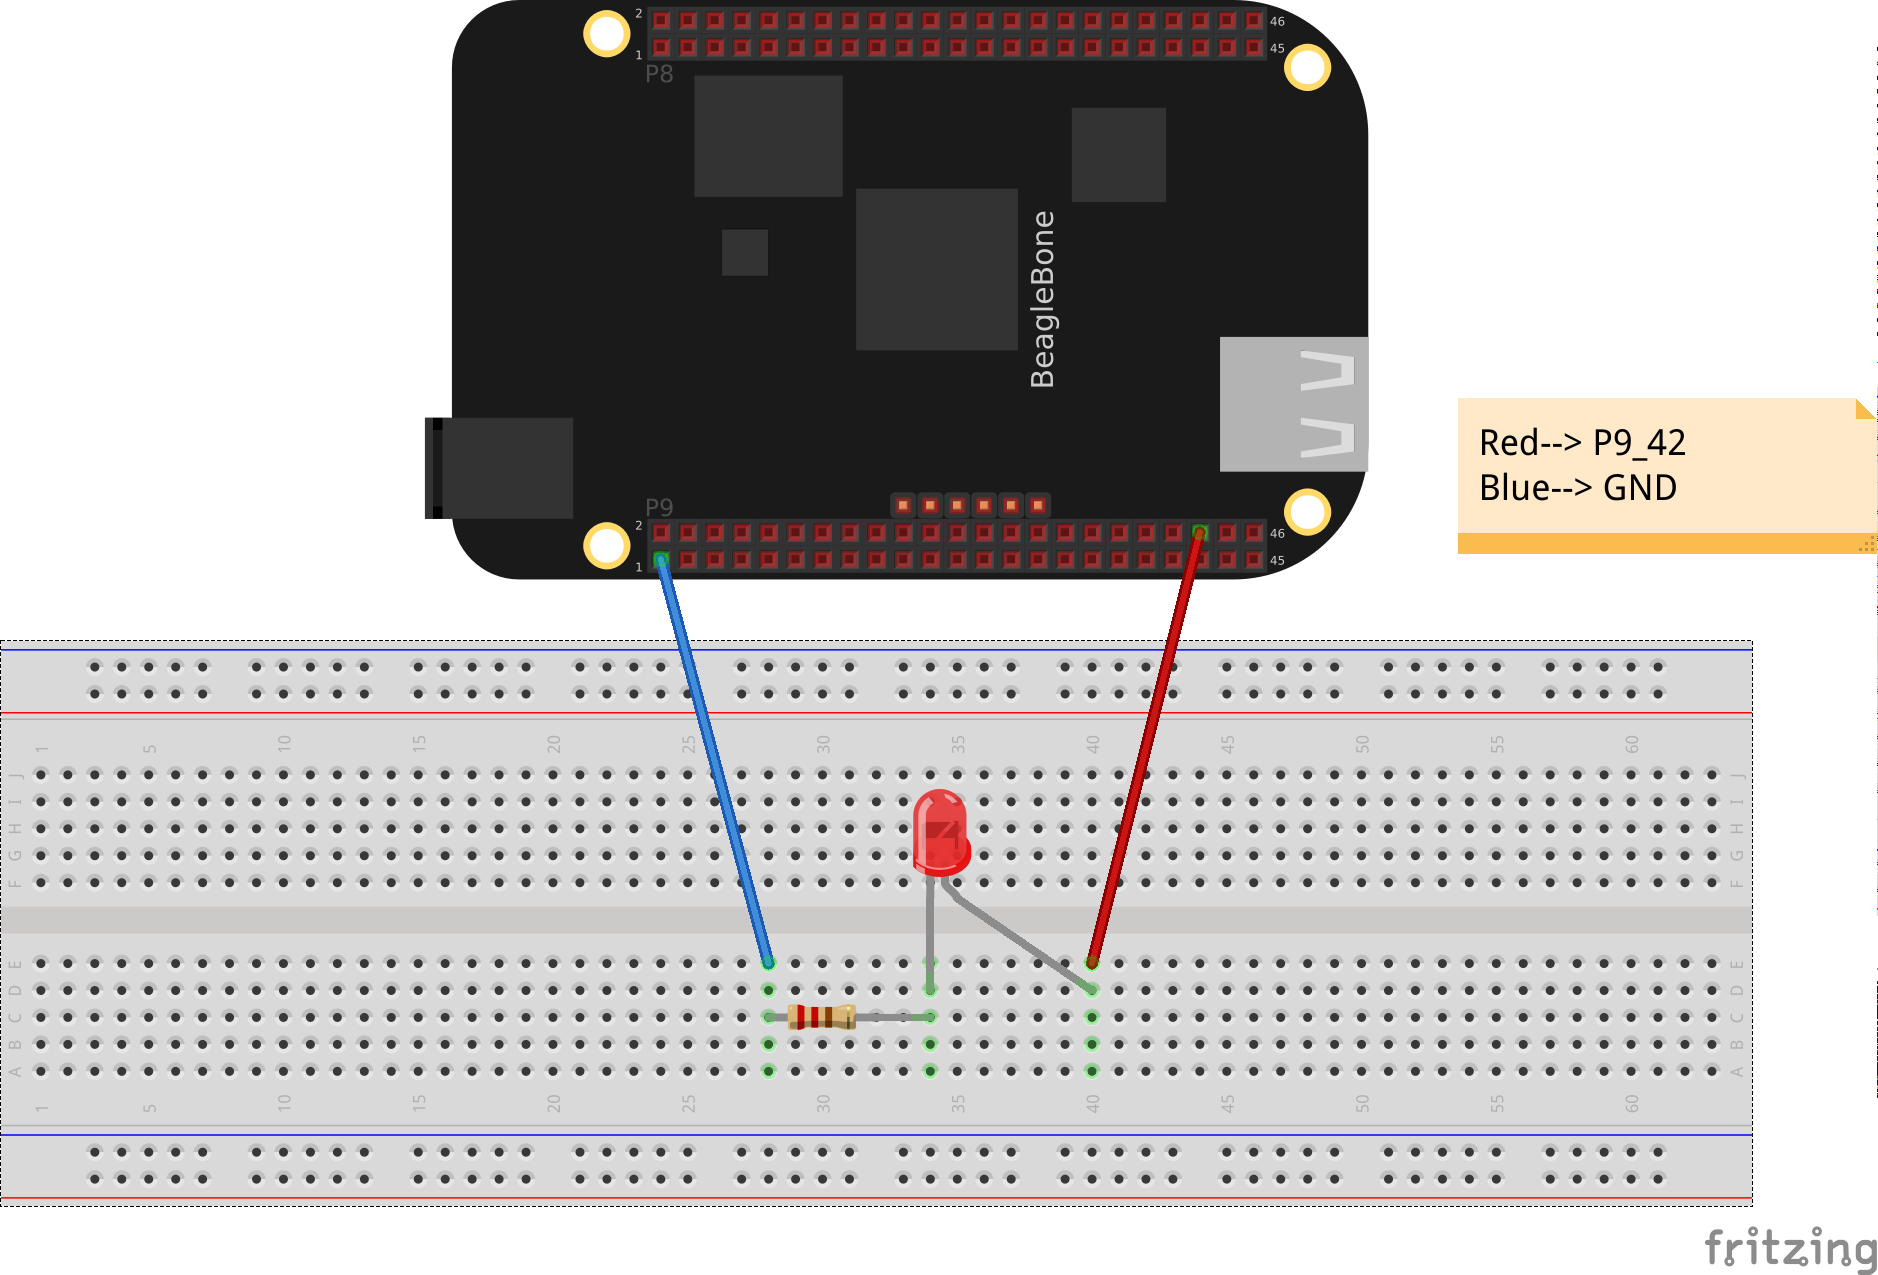 2
46
1
45
P8
BeagleBone
Red--> P9_42
Blue--> GND
P9
2
46
1
45
1 5 10 15 20 25 30 35 40 45 50 55 60
J J
I I
H H
G G
F F
E E
D D
C C
B B
A A
1 5 10 15 20 25 30 35 40 45 50 55 60
fritzing